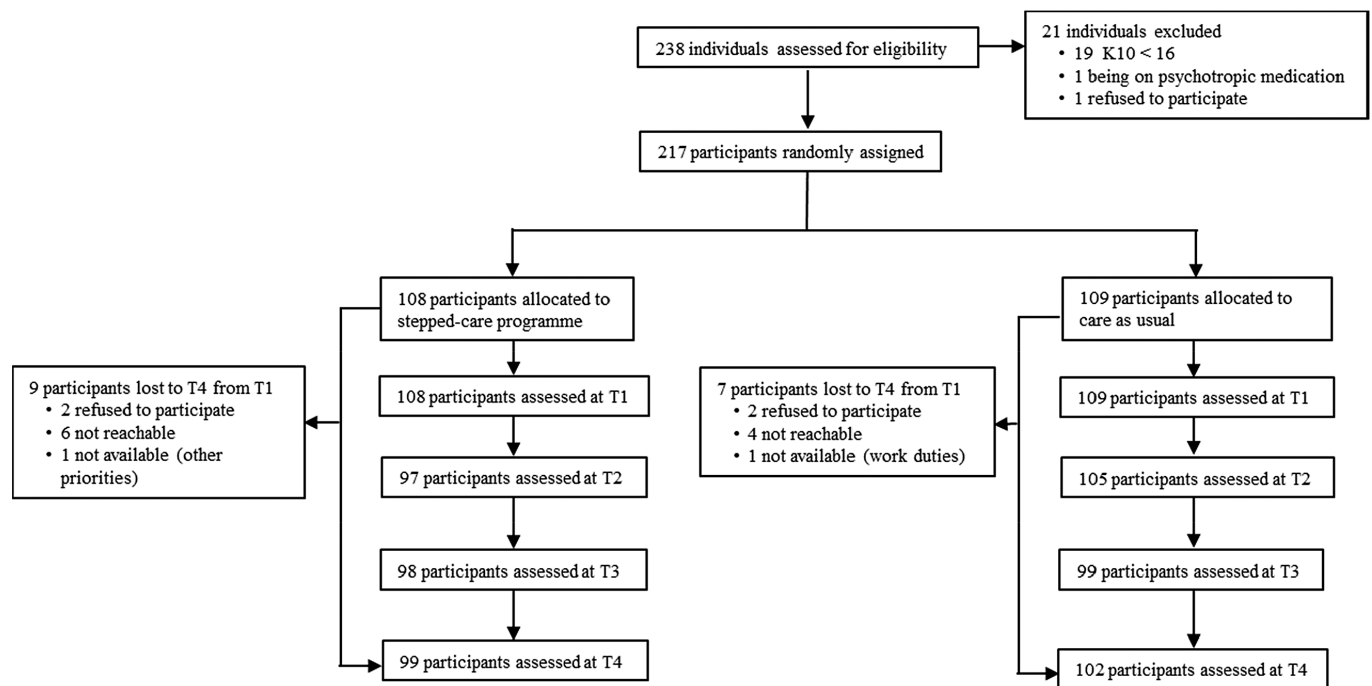 238 individuals assessed for eligibility
21 individuals excluded
• 19 K10 < 16
• 1 being on psychotropic medication
• 1 refused to participate
217 participants randomly assigned
108 participants allocated to
stepped-care programme
109 participants allocated to
care as usual
9 participants lost to T4 from T1
• 2 refused to participate
• 6 not reachable
• 1 not available (other
priorities)
108 participants assessed at T1
97 participants assessed at T2
98 participants assessed at T3
99 participants assessed at T4
7 participants lost to T4 from T1
• 2 refused to participate
• 4 not reachable
• 1 not available (work duties)
109 participants assessed at T1
105 participants assessed at T2
99 participants assessed at T3
102 participants assessed at T4